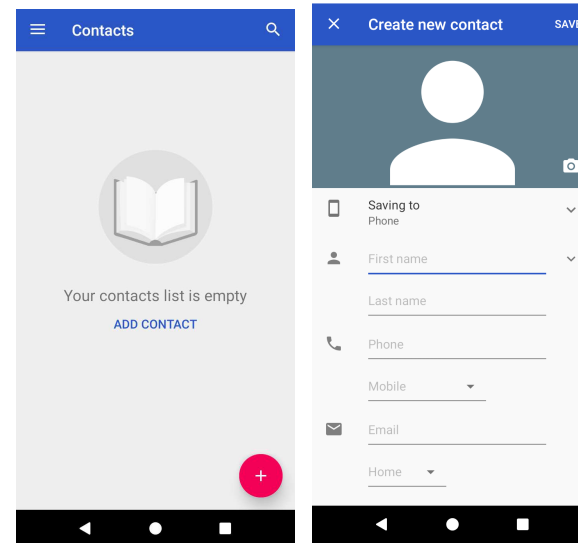 Contacts
Your contacts list is empty
ADD CONTACT
Create new contact
Saving to
Phone
First name
Last name
Phone
Mobile
Email
Home